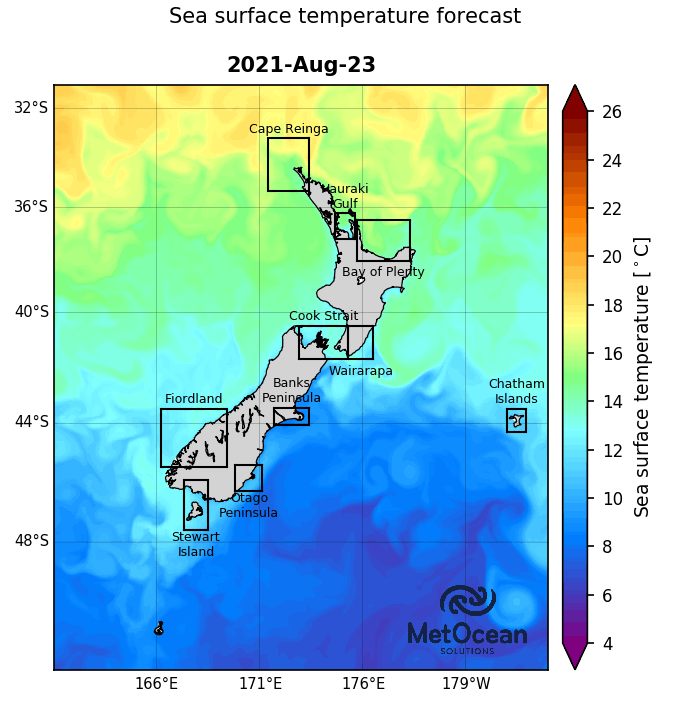 Sea surface temperature forecast
2021-Aug-23
32°S
36°S
40°S
44°S
48°S
166°E
171°E
176°E
179°W
Cape Reinga
Hauraki
Gulf
Bay of Plenty
Cook Strait
Wairarapa
Banks
Peninsula
Fiordland
Chatham
Islands
Otago
Peninsula
Stewart
Island
MetOcean
SOLUTIONS
26
24
22
20
18
16
14
12
10
8
6
4
Sea surface temperature [°C]